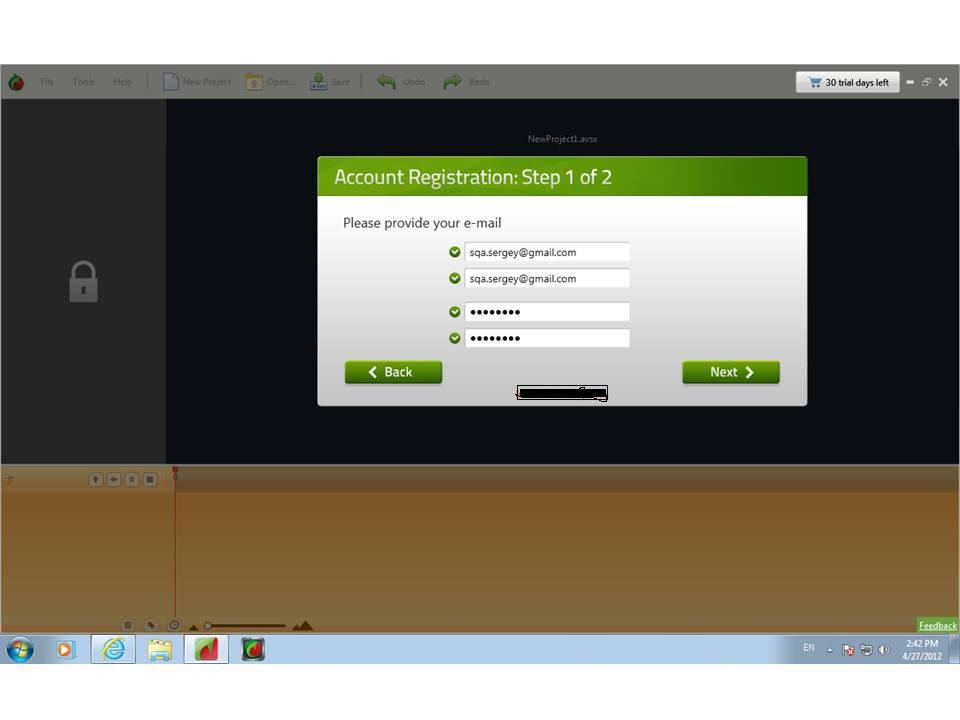 File Tools Help New Project Open... Save Undo Redo 30 trial days left
NewProject1.avsx
Account Registration: Step 1 of 2
Please provide your e-mail
sqa.sergey@gmail.com
sqa.sergey@gmail.com
••••••••
••••••••
Back Next
0
Feedback
EN 2:42 PM
4/27/2012